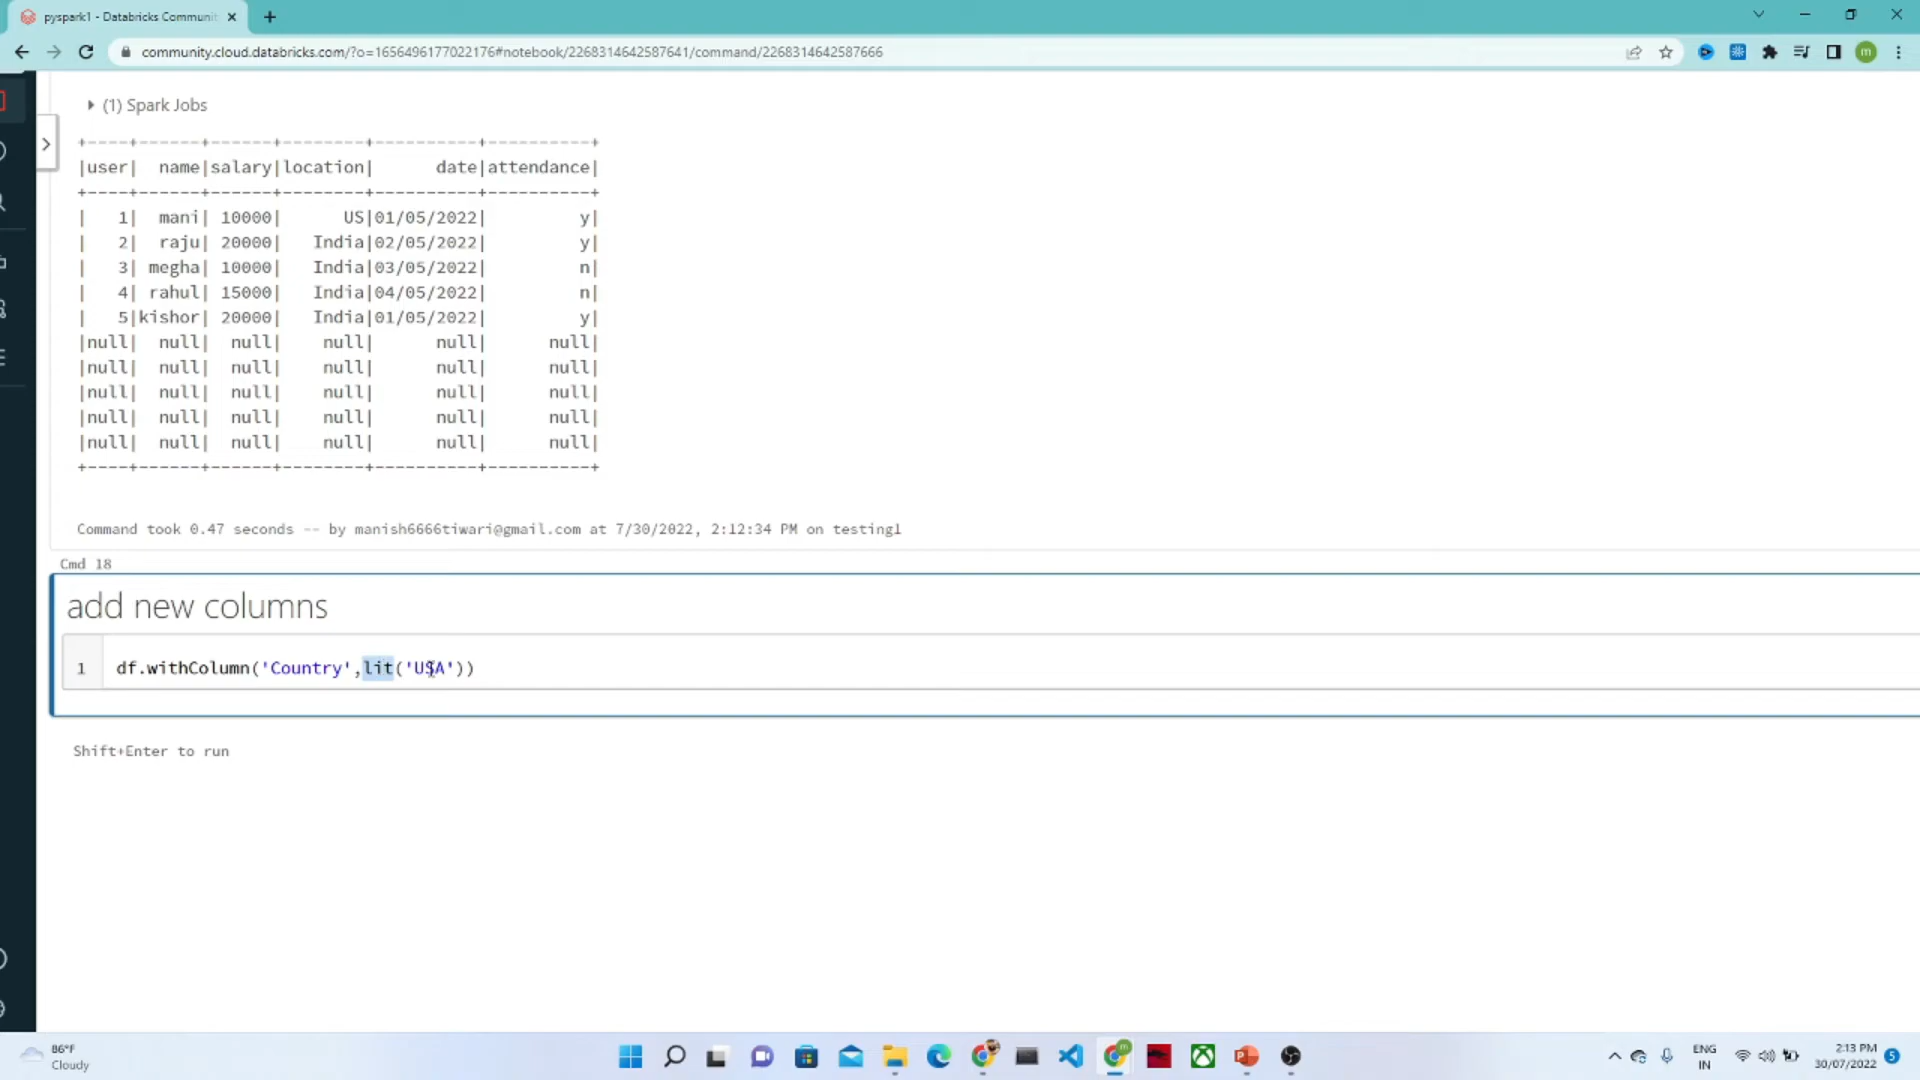 pyspark1 - Databricks Communit
community.cloud.databricks.com/?o=1656496177022176#notebook/2268314642587641/command/2268314642587666
m
(1) Spark Jobs
+----+------+------+--------+----------+----------+
|user|  name|salary|location|      date|attendance|
+----+------+------+--------+----------+----------+
|   1|  mani| 10000|      US|01/05/2022|         y|
|   2|  raju| 20000|   India|02/05/2022|         y|
|   3| megha| 10000|   India|03/05/2022|         n|
|   4| rahul| 15000|   India|04/05/2022|         n|
|   5|kishor| 20000|   India|01/05/2022|         y|
|null|  null|  null|    null|      null|      null|
|null|  null|  null|    null|      null|      null|
|null|  null|  null|    null|      null|      null|
|null|  null|  null|    null|      null|      null|
|null|  null|  null|    null|      null|      null|
+----+------+------+--------+----------+----------+
Command took 0.47 seconds -- by manish6666tiwari@gmail.com at 7/30/2022, 2:12:34 PM on testing1
Cmd 18
add new columns
1 df.withColumn('Country',lit('USA'))
Shift+Enter to run
86°F
Cloudy
ENG
IN
2:13 PM
30/07/2022
5